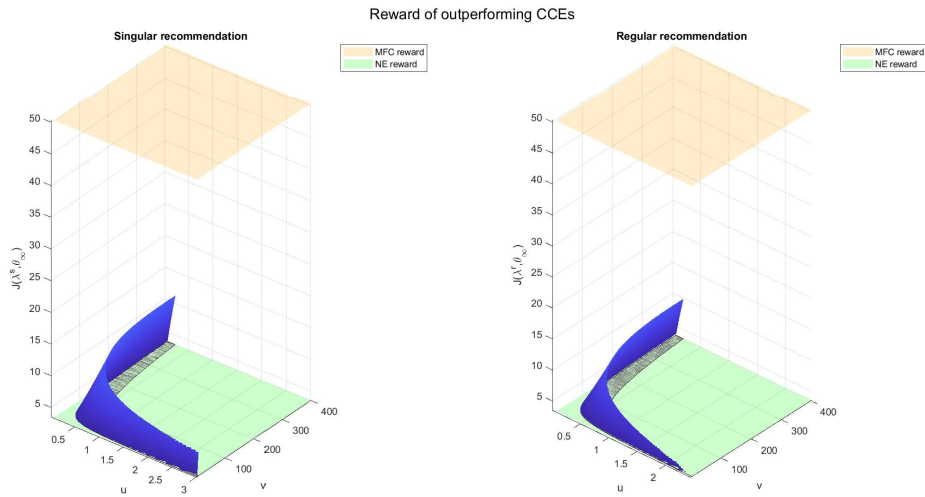 Reward of outperforming CCEs
Singular recommendation
MFC reward
NE reward
50
45
40
35
30
25
20
15
10
5
J(λ^s,θ_∞)
0.5
1
1.5
2
2.5
3
u
100
200
300
400
v
Regular recommendation
MFC reward
NE reward
50
45
40
35
30
25
20
15
10
5
J(λ^r,θ_∞)
0.5
1
1.5
2
u
100
200
300
400
v